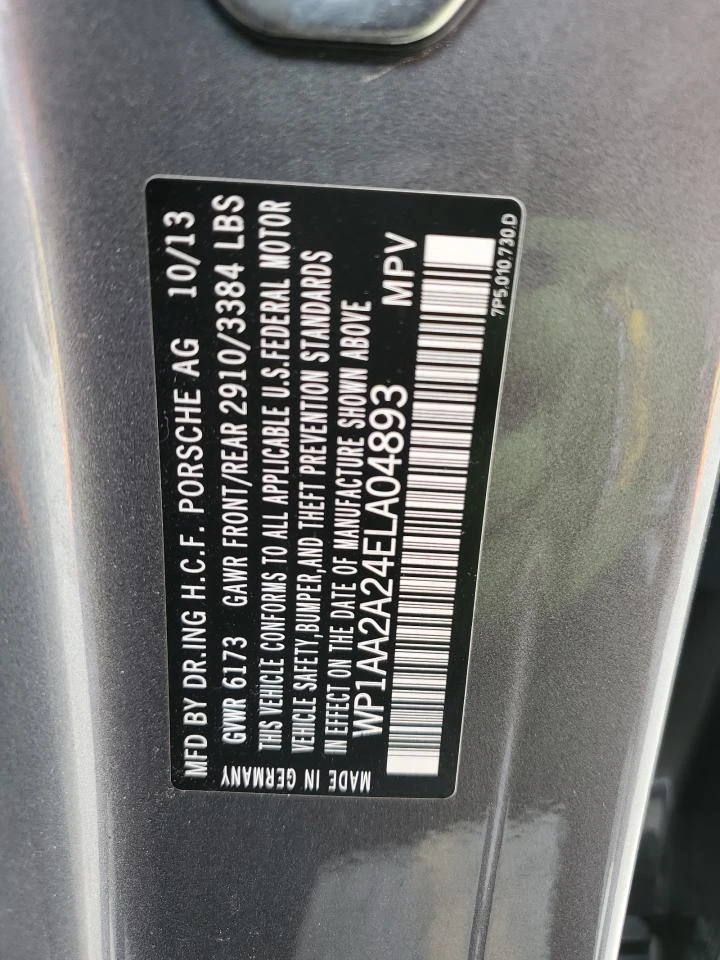 MFD BY DR.ING H.C.F. PORSCHE AG 10/13
GVWR 6173 GAWR FRONT/REAR 2910/3384 LBS
THIS VEHICLE CONFORMS TO ALL APPLICABLE U.S.FEDERAL MOTOR
VEHICLE SAFETY,BUMPER,AND THEFT PREVENTION STANDARDS
IN EFFECT ON THE DATE OF MANUFACTURE SHOWN ABOVE
MADE IN GERMANY WP1AA2A24ELA04893 MPV
7P5.010.730.D